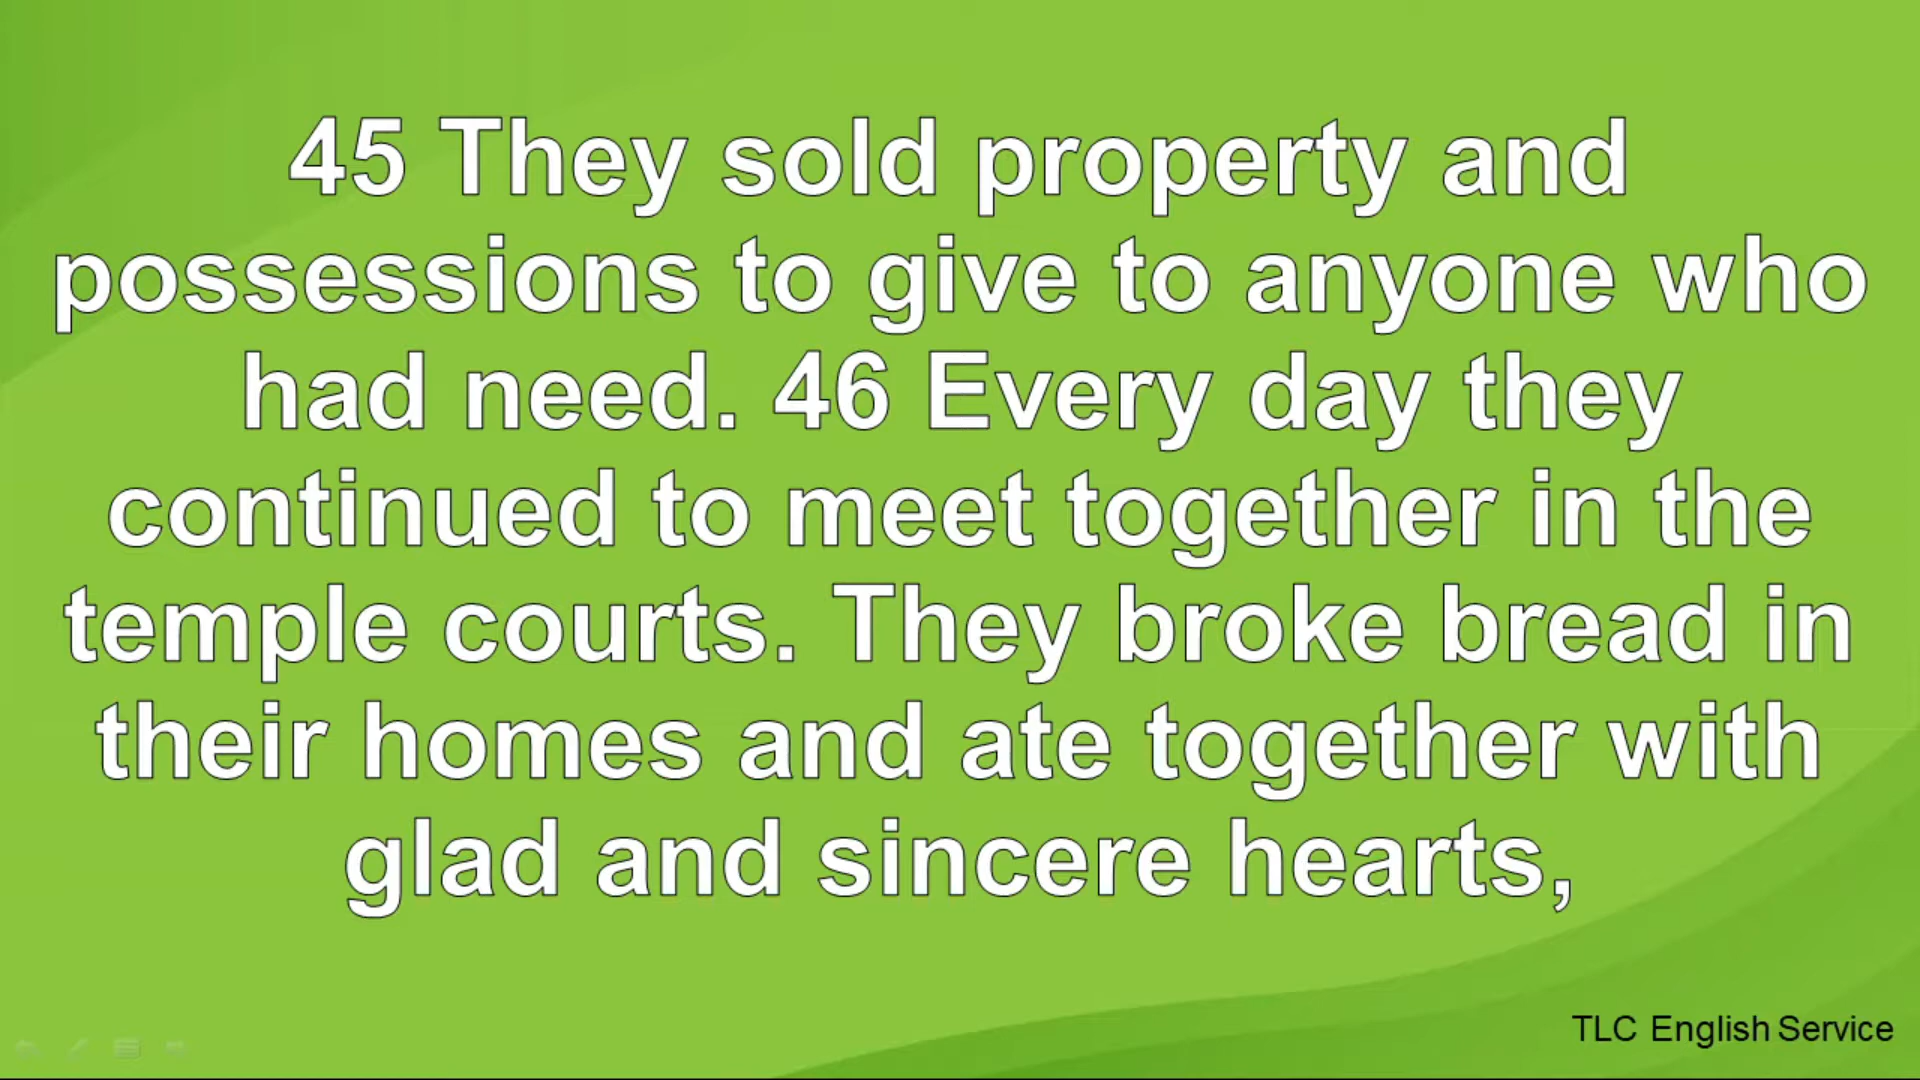 45 They sold property and
possessions to give to anyone who
had need. 46 Every day they
continued to meet together in the
temple courts. They broke bread in
their homes and ate together with
glad and sincere hearts,
TLC English Service